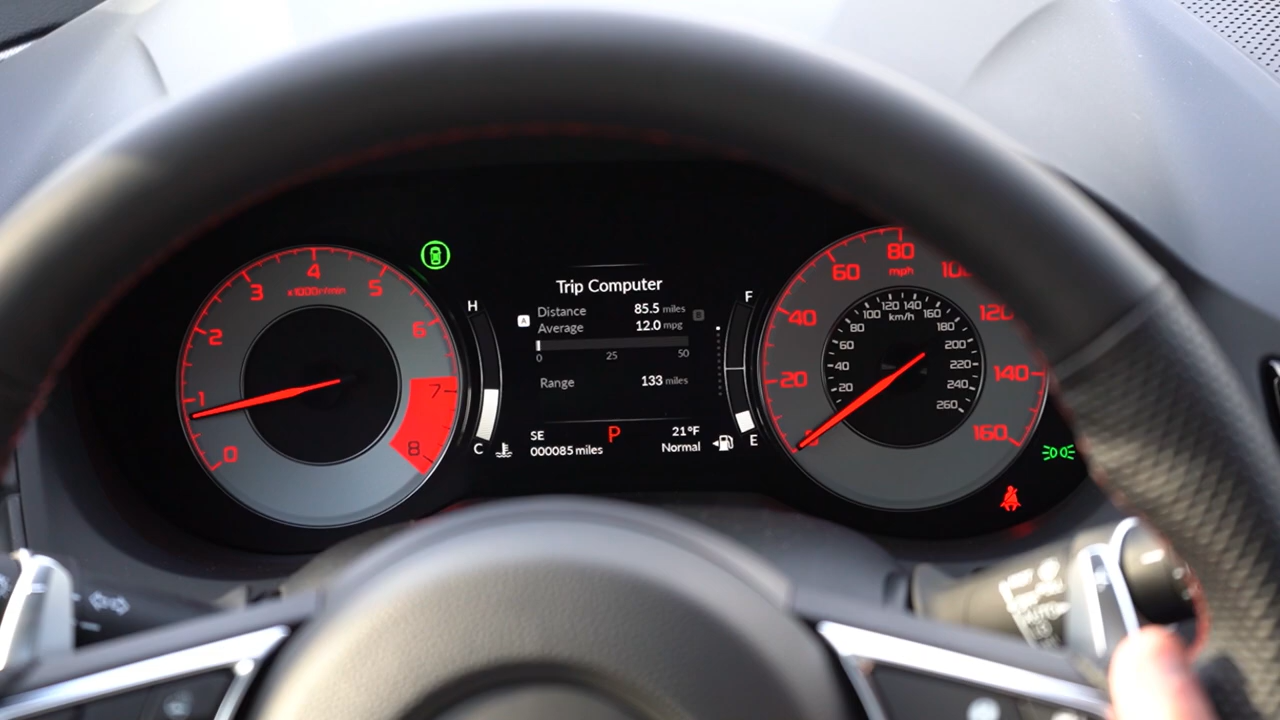 Trip Computer
A
Distance 85.5 miles
B
Average 12.0 mpg
0 25 50
Range 133 miles
SE P 21°F
000085 miles Normal
H
C
F
E
0 1 2 3 4 5 6 7 8
x1000r/min
20 40 60 80 100 120 140 160
mph
20 40 60 80 100 120 140 160 180 200 220 240 260
km/h